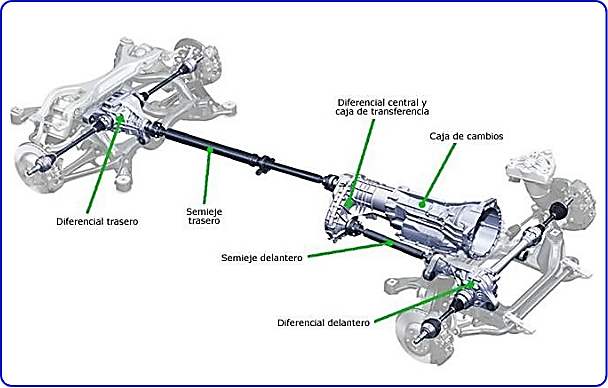 Diferencial central y
caja de transferencia
Caja de cambios
Diferencial trasero
Semieje
trasero
Semieje delantero
Diferencial delantero